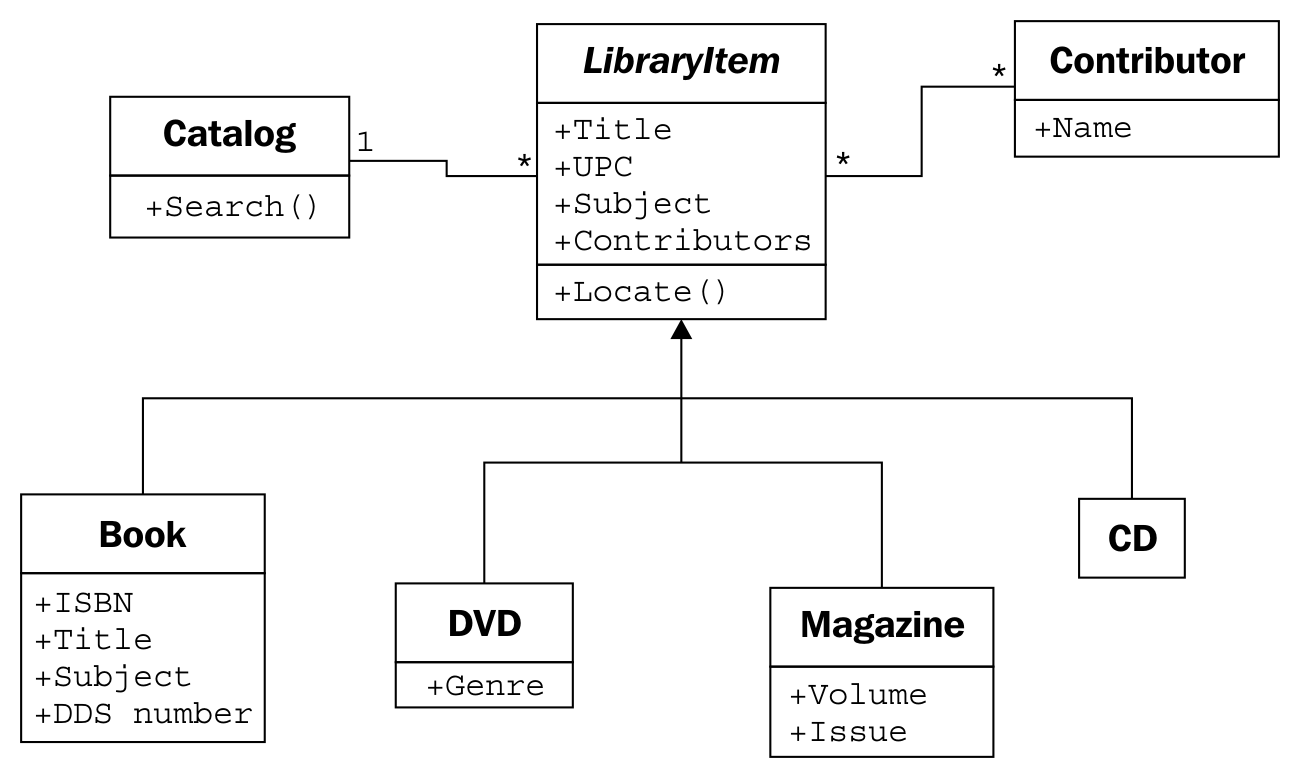 LibraryItem
+Title
+UPC
+Subject
+Contributors
+Locate()
Contributor
+Name
*
*
Catalog
+Search()
1
*
Book
+ISBN
+Title
+Subject
+DDS number
DVD
+Genre
Magazine
+Volume
+Issue
CD